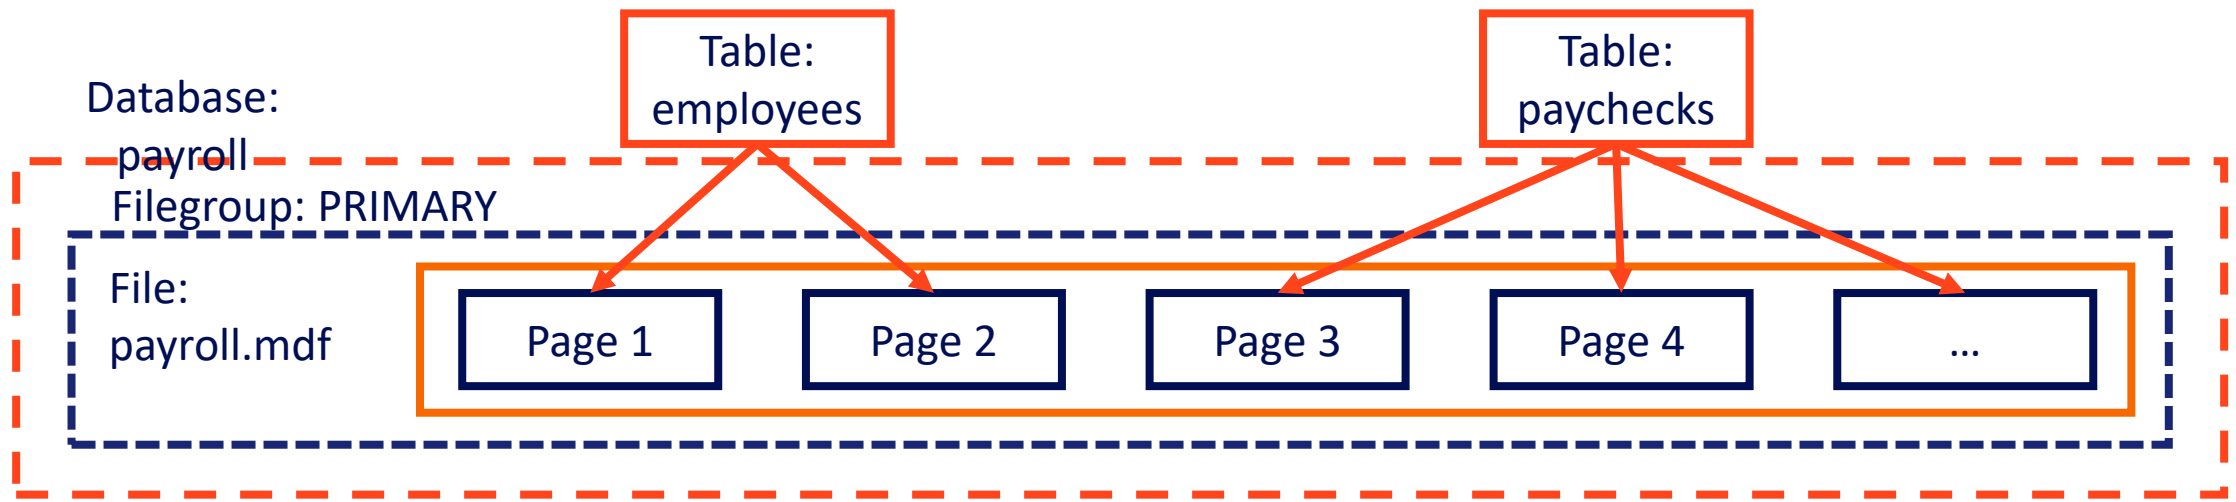 Table:
employees
Table:
paychecks
Database:
payroll
Filegroup: PRIMARY
File:
payroll.mdf
Page 1
Page 2
Page 3
Page 4
...